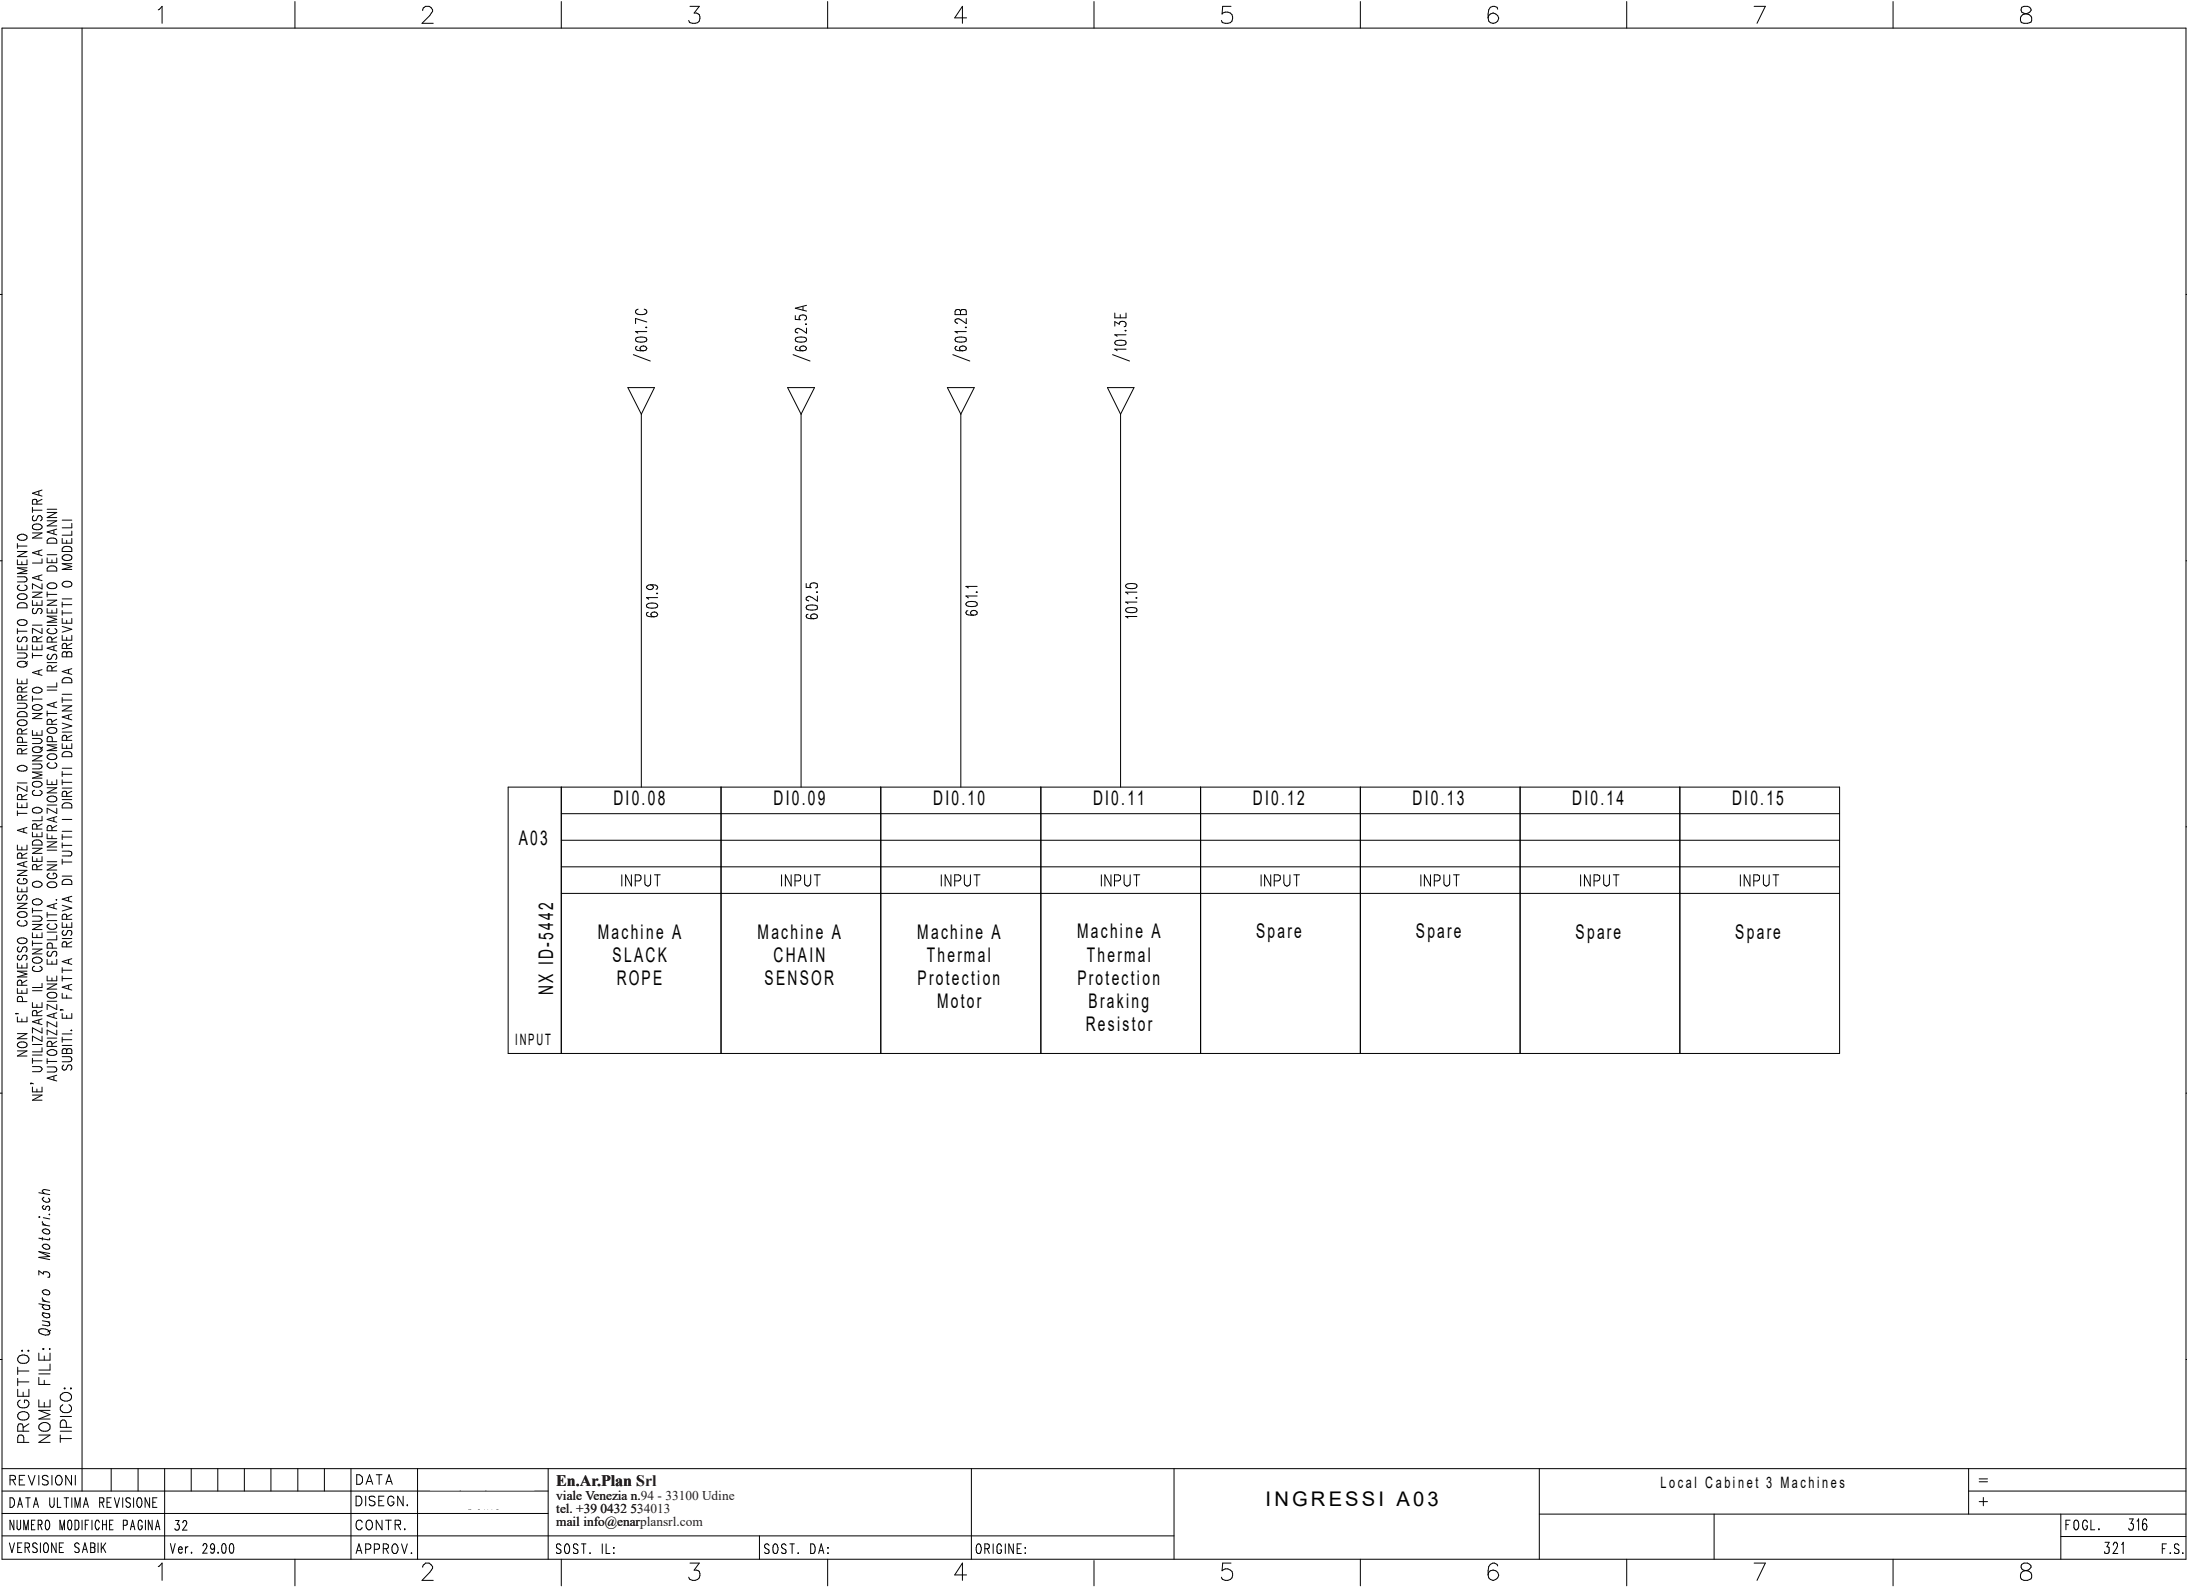 1 2 3 4 5 6 7 8
/601.7C /602.5A /601.2B /101.3E
601.9 602.5 601.1 101.10
A03
NX ID-5442
INPUT
DI0.08 DI0.09 DI0.10 DI0.11 DI0.12 DI0.13 DI0.14 DI0.15
INPUT INPUT INPUT INPUT INPUT INPUT INPUT INPUT
Machine A
SLACK
ROPE
Machine A
CHAIN
SENSOR
Machine A
Thermal
Protection
Motor
Machine A
Thermal
Protection
Braking
Resistor
Spare
Spare
Spare
Spare
NON E' PERMESSO CONSEGNARE A TERZI O RIPRODURRE QUESTO DOCUMENTO
NE' UTILIZZARE IL CONTENUTO O RENDERLO COMUNQUE NOTO A TERZI SENZA LA NOSTRA
AUTORIZZAZIONE ESPLICITA. OGNI INFRAZIONE COMPORTA IL RISARCIMENTO DEI DANNI
SUBITI. E' FATTA RISERVA DI TUTTI I DIRITTI DERIVANTI DA BREVETTI O MODELLI
PROGETTO:
NOME FILE: Quadro 3 Motori.sch
TIPICO:
REVISIONI
DATA ULTIMA REVISIONE
NUMERO MODIFICHE PAGINA 32
VERSIONE SABIK Ver. 29.00
DATA
DISEGN.
CONTR.
APPROV.
En.Ar.Plan Srl
viale Venezia n.94 - 33100 Udine
tel. +39 0432 534013
mail info@enarplansrl.com
SOST. IL: SOST. DA: ORIGINE:
INGRESSI A03
Local Cabinet 3 Machines
=
+
FOGL. 316
321 F.S.
1 2 3 4 5 6 7 8